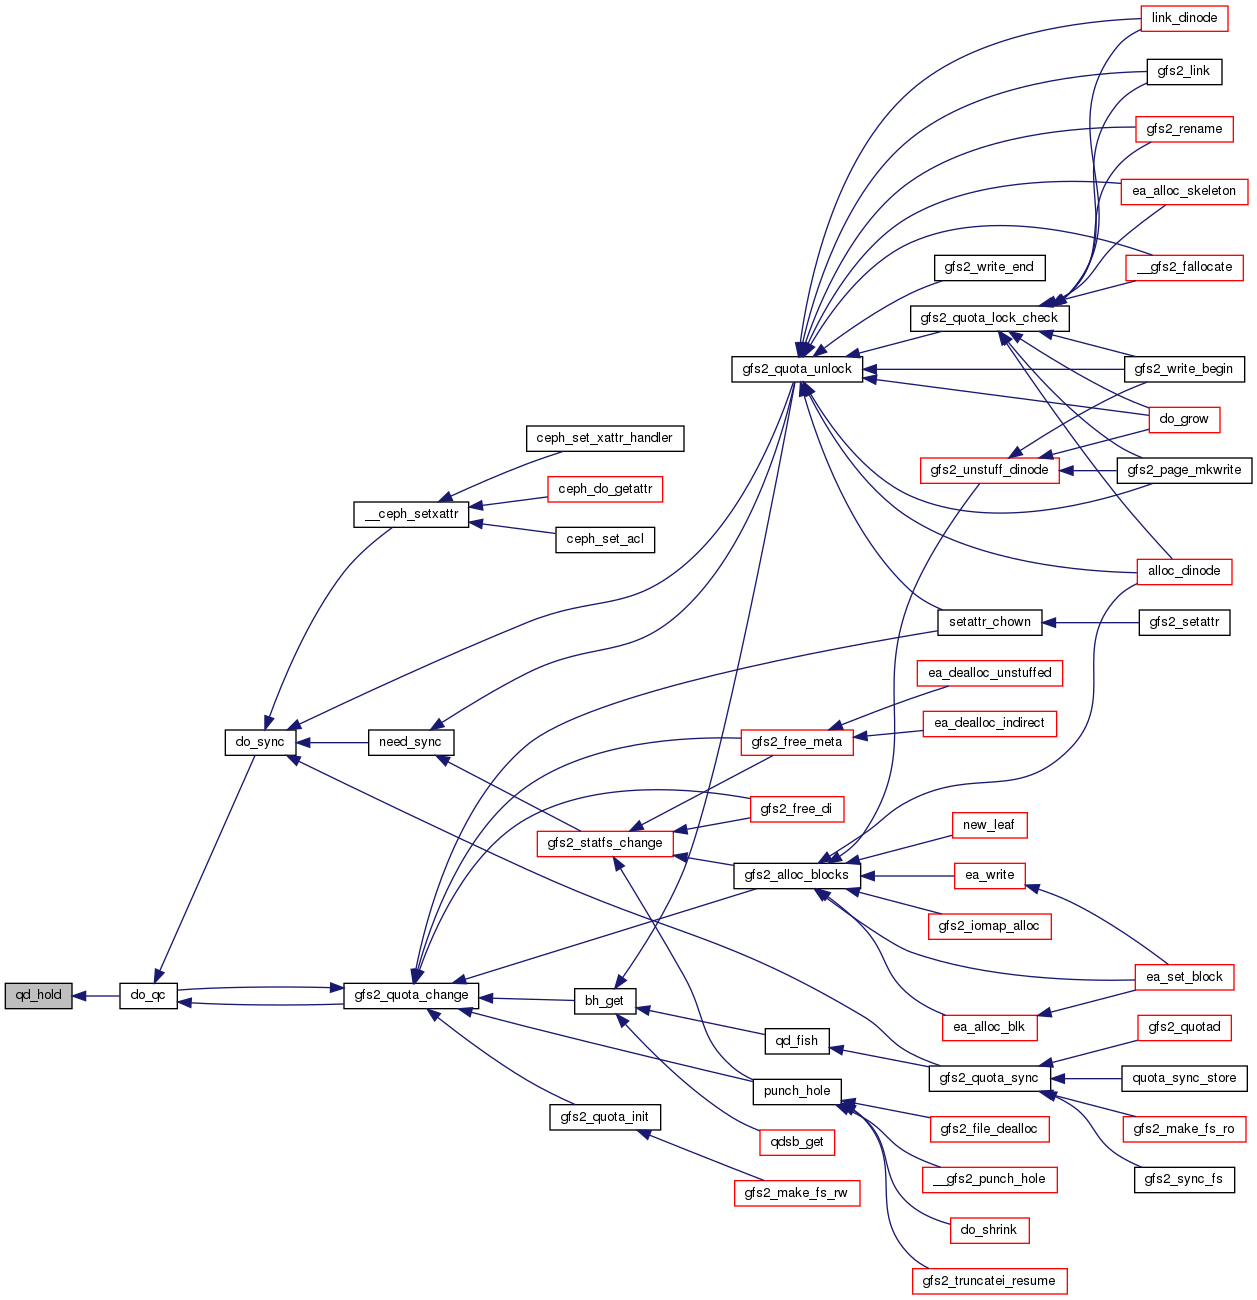 link_dinode
gfs2_link
gfs2_rename
ea_alloc_skeleton
gfs2_write_end
__gfs2_fallocate
gfs2_quota_lock_check
gfs2_quota_unlock
gfs2_write_begin
do_grow
ceph_set_xattr_handler
gfs2_unstuff_dinode
gfs2_page_mkwrite
ceph_do_getattr
__ceph_setxattr
ceph_set_acl
alloc_dinode
setattr_chown
gfs2_setattr
ea_dealloc_unstuffed
ea_dealloc_indirect
do_sync
need_sync
gfs2_free_meta
gfs2_free_di
new_leaf
gfs2_statfs_change
gfs2_alloc_blocks
ea_write
gfs2_iomap_alloc
ea_set_block
qd_hold
do_qc
gfs2_quota_change
bh_get
ea_alloc_blk
gfs2_quotad
qd_fish
gfs2_quota_sync
quota_sync_store
punch_hole
gfs2_quota_init
gfs2_file_dealloc
gfs2_make_fs_ro
qdsb_get
__gfs2_punch_hole
gfs2_sync_fs
gfs2_make_fs_rw
do_shrink
gfs2_truncatei_resume